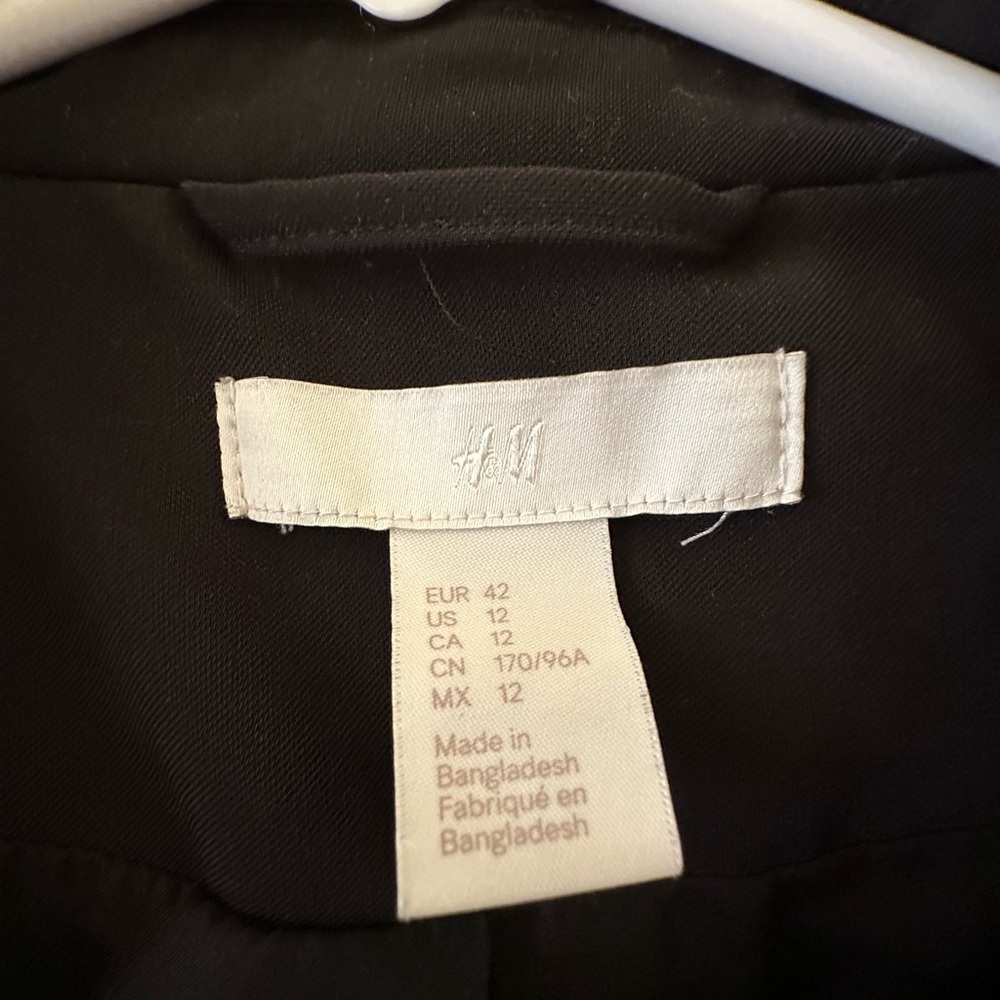 H&M
EUR 42
US 12
CA 12
CN 170/96A
MX 12
Made in
Bangladesh
Fabriqué en
Bangladesh